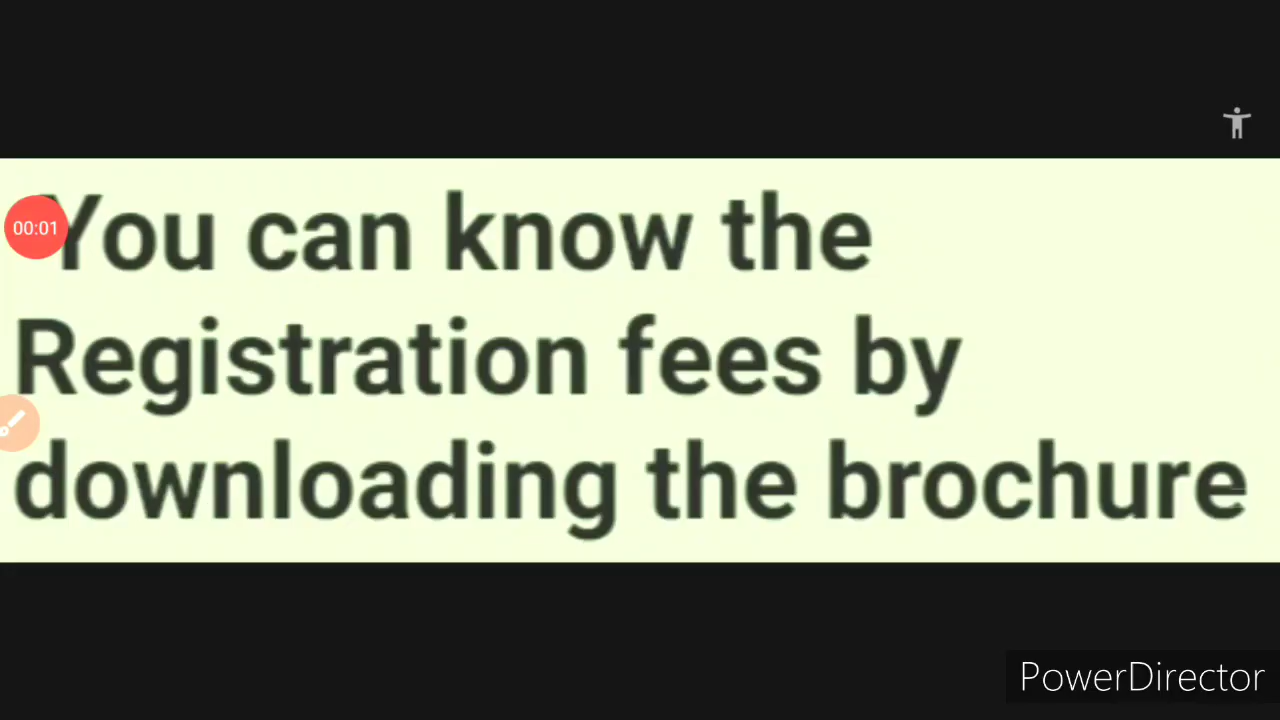 00:01
You can know the
Registration fees by
downloading the brochure
PowerDirector